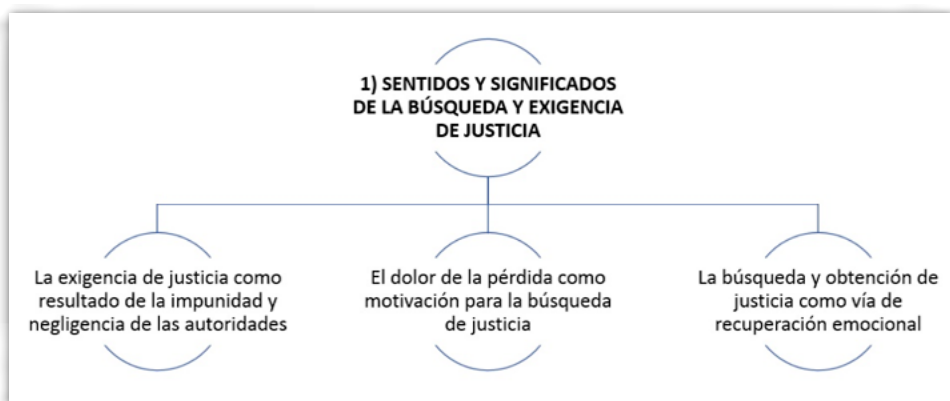 1) SENTIDOS Y SIGNIFICADOS
DE LA BÚSQUEDA Y EXIGENCIA
DE JUSTICIA
La exigencia de justicia como
resultado de la impunidad y
negligencia de las autoridades
El dolor de la pérdida como
motivación para la búsqueda
de justicia
La búsqueda y obtención de
justicia como vía de
recuperación emocional